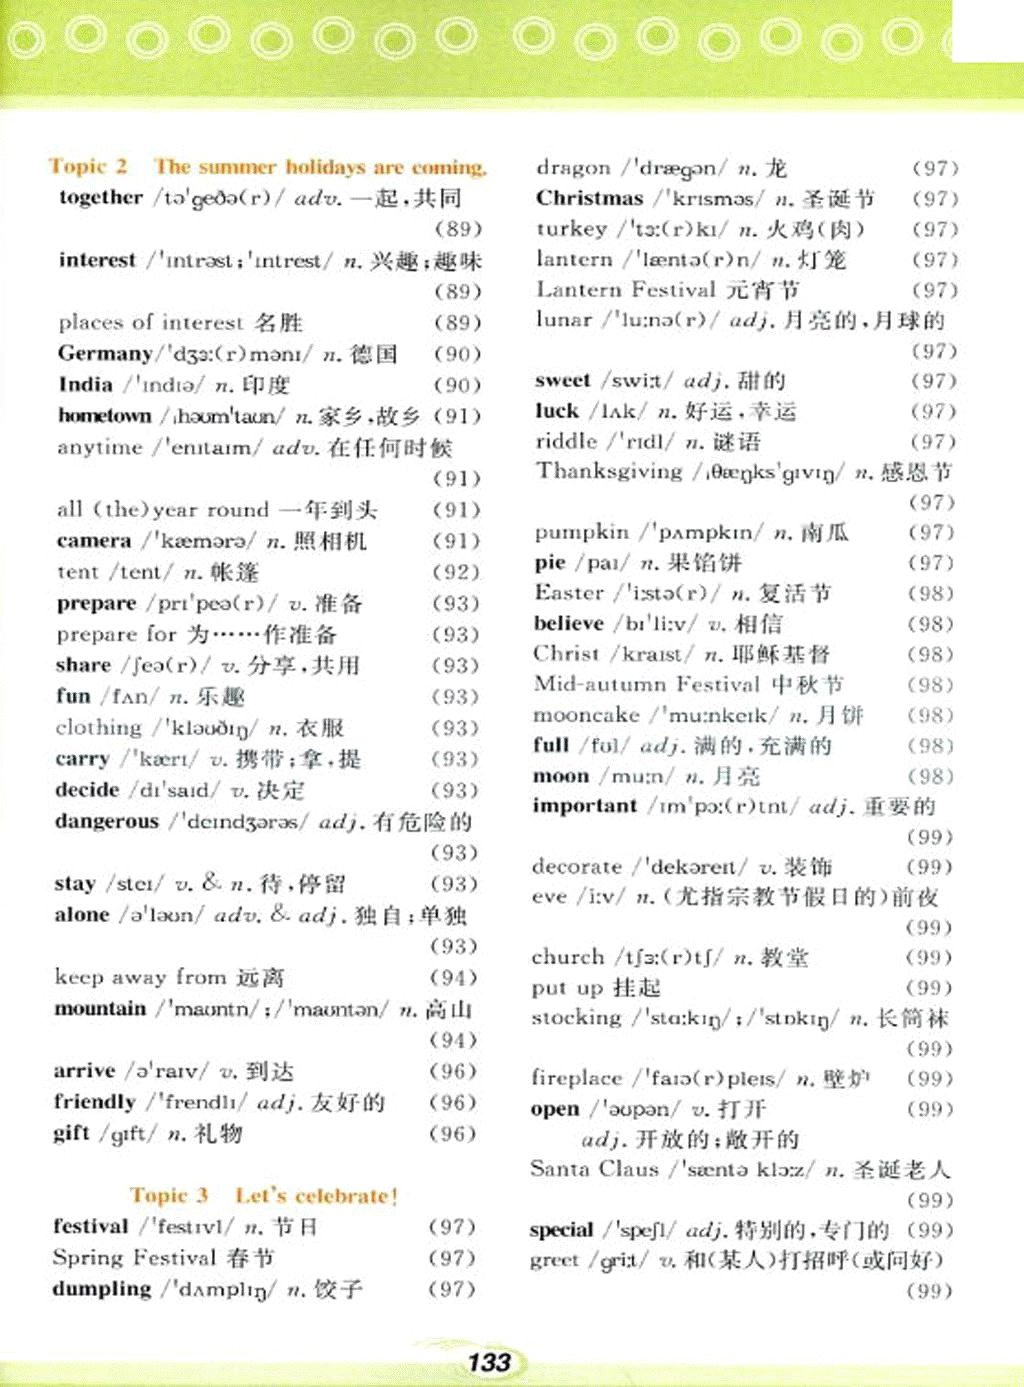 Topic 2 The summer holidays are coming.
together /tə'ɡeðə(r)/ adv. 一起,共同
(89)
interest /'ɪntrəst;'ɪntrest/ n. 兴趣;趣味
(89)
places of interest 名胜 (89)
Germany/'dʒɜ:(r)mənɪ/ n. 德国 (90)
India /'ɪndɪə/ n. 印度 (90)
hometown /ˌhəʊm'taʊn/ n. 家乡,故乡 (91)
anytime /'enɪtaɪm/ adv. 在任何时候
(91)
all (the)year round 一年到头 (91)
camera /'kæmərə/ n. 照相机 (91)
tent /tent/ n. 帐篷 (92)
prepare /prɪ'peə(r)/ v. 准备 (93)
prepare for 为……作准备 (93)
share /ʃeə(r)/ v. 分享,共用 (93)
fun /fʌn/ n. 乐趣 (93)
clothing /'kləʊðɪŋ/ n. 衣服 (93)
carry /'kærɪ/ v. 携带;拿,提 (93)
decide /dɪ'saɪd/ v. 决定 (93)
dangerous /'deɪndʒərəs/ adj. 有危险的
(93)
stay /steɪ/ v. & n. 待,停留 (93)
alone /ə'ləʊn/ adv. & adj. 独自;单独
(93)
keep away from 远离 (94)
mountain /'maʊntn/;/'maʊntən/ n. 高山
(94)
arrive /ə'raɪv/ v. 到达 (96)
friendly /'frendlɪ/ adj. 友好的 (96)
gift /ɡɪft/ n. 礼物 (96)
Topic 3 Let's celebrate!
festival /'festɪvl/ n. 节日 (97)
Spring Festival 春节 (97)
dumpling /'dʌmplɪŋ/ n. 饺子 (97)
dragon /'dræɡən/ n. 龙 (97)
Christmas /'krɪsməs/ n. 圣诞节 (97)
turkey /'tɜ:(r)kɪ/ n. 火鸡(肉) (97)
lantern /'læntə(r)n/ n. 灯笼 (97)
Lantern Festival 元宵节 (97)
lunar /'lu:nə(r)/ adj. 月亮的,月球的
(97)
sweet /swi:t/ adj. 甜的 (97)
luck /lʌk/ n. 好运,幸运 (97)
riddle /'rɪdl/ n. 谜语 (97)
Thanksgiving /ˌθæŋks'ɡɪvɪŋ/ n. 感恩节
(97)
pumpkin /'pʌmpkɪn/ n. 南瓜 (97)
pie /paɪ/ n. 果馅饼 (97)
Easter /'i:stə(r)/ n. 复活节 (98)
believe /bɪ'li:v/ v. 相信 (98)
Christ /kraɪst/ n. 耶稣基督 (98)
Mid-autumn Festival 中秋节 (98)
mooncake /'mu:nkeɪk/ n. 月饼 (98)
full /fʊl/ adj. 满的,充满的 (98)
moon /mu:n/ n. 月亮 (98)
important /ɪm'pɔ:(r)tnt/ adj. 重要的
(99)
decorate /'dekəreɪt/ v. 装饰 (99)
eve /i:v/ n. (尤指宗教节假日的)前夜
(99)
church /tʃɜ:(r)tʃ/ n. 教堂 (99)
put up 挂起 (99)
stocking /'stɑ:kɪŋ/;/'stɒkɪŋ/ n. 长筒袜
(99)
fireplace /'faɪə(r)pleɪs/ n. 壁炉 (99)
open /'əʊpən/ v. 打开 (99)
adj. 开放的;敞开的
Santa Claus /'sæntə klɔ:z/ n. 圣诞老人
(99)
special /'speʃl/ adj. 特别的,专门的 (99)
greet /ɡri:t/ v. 和(某人)打招呼(或问好)
(99)
133